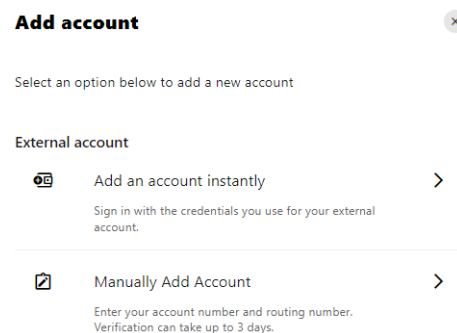 Add account
Select an option below to add a new account
External account
Add an account instantly
Sign in with the credentials you use for your external
account.
Manually Add Account
Enter your account number and routing number.
Verification can take up to 3 days.